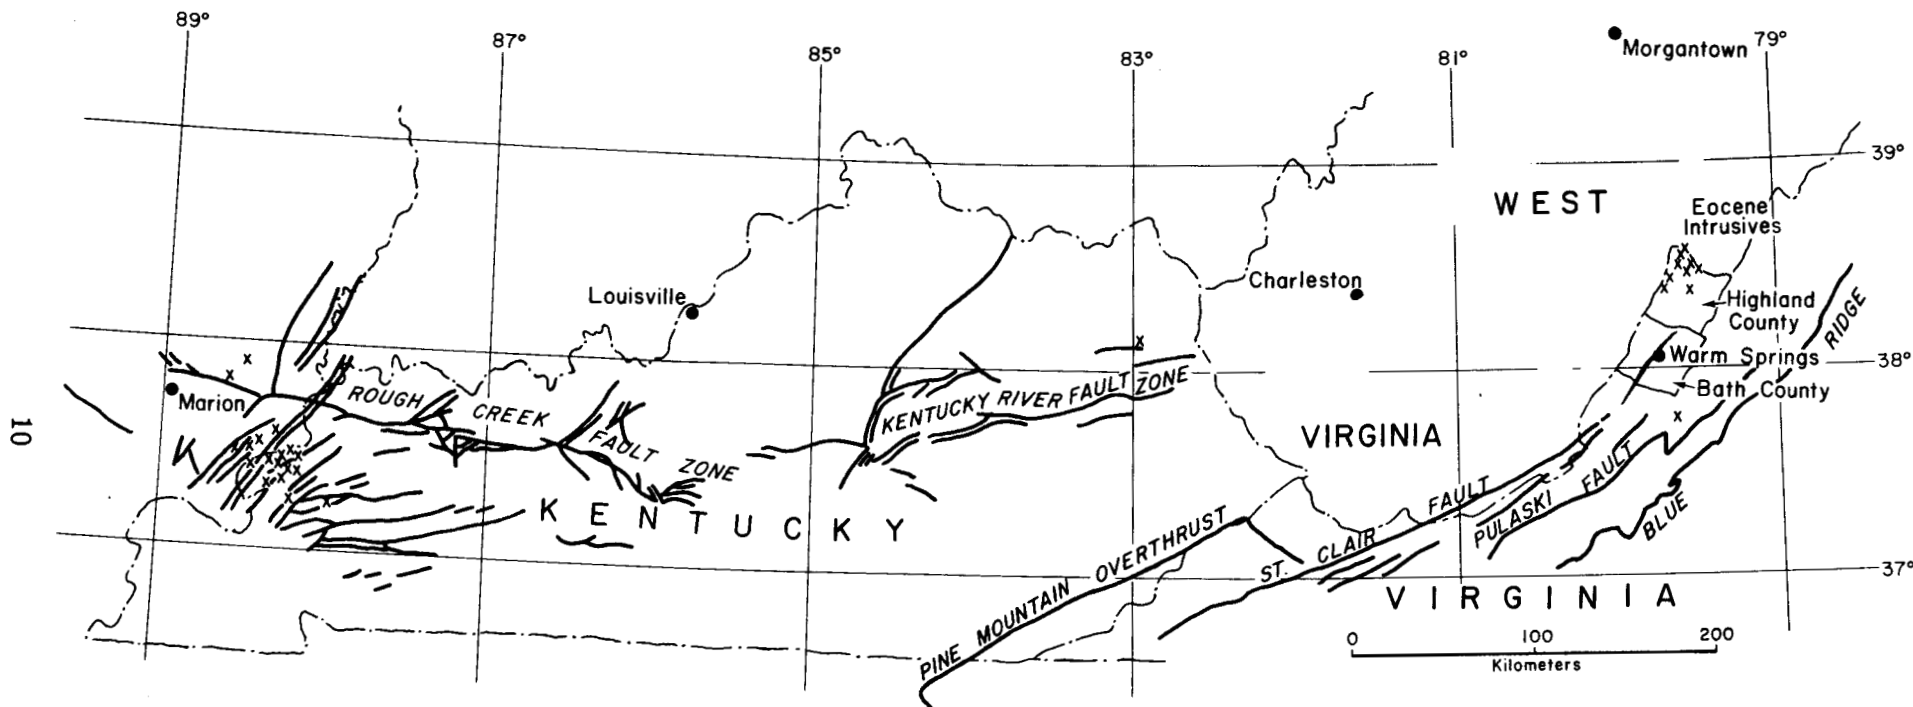 89°
87°
85°
83°
81°
79°
Morgantown
39°
WEST
Eocene
Intrusives
Charleston
Louisville
Highland
County
RIDGE
Warm Springs
38°
Bath County
Marion
ROUGH CREEK FAULT ZONE
KENTUCKY RIVER FAULT ZONE
VIRGINIA
10
KENTUCKY
PINE MOUNTAIN OVERTHRUST
ST. CLAIR FAULT
PULASKI FAULT
BLUE
37°
VIRGINIA
0 100 200
Kilometers